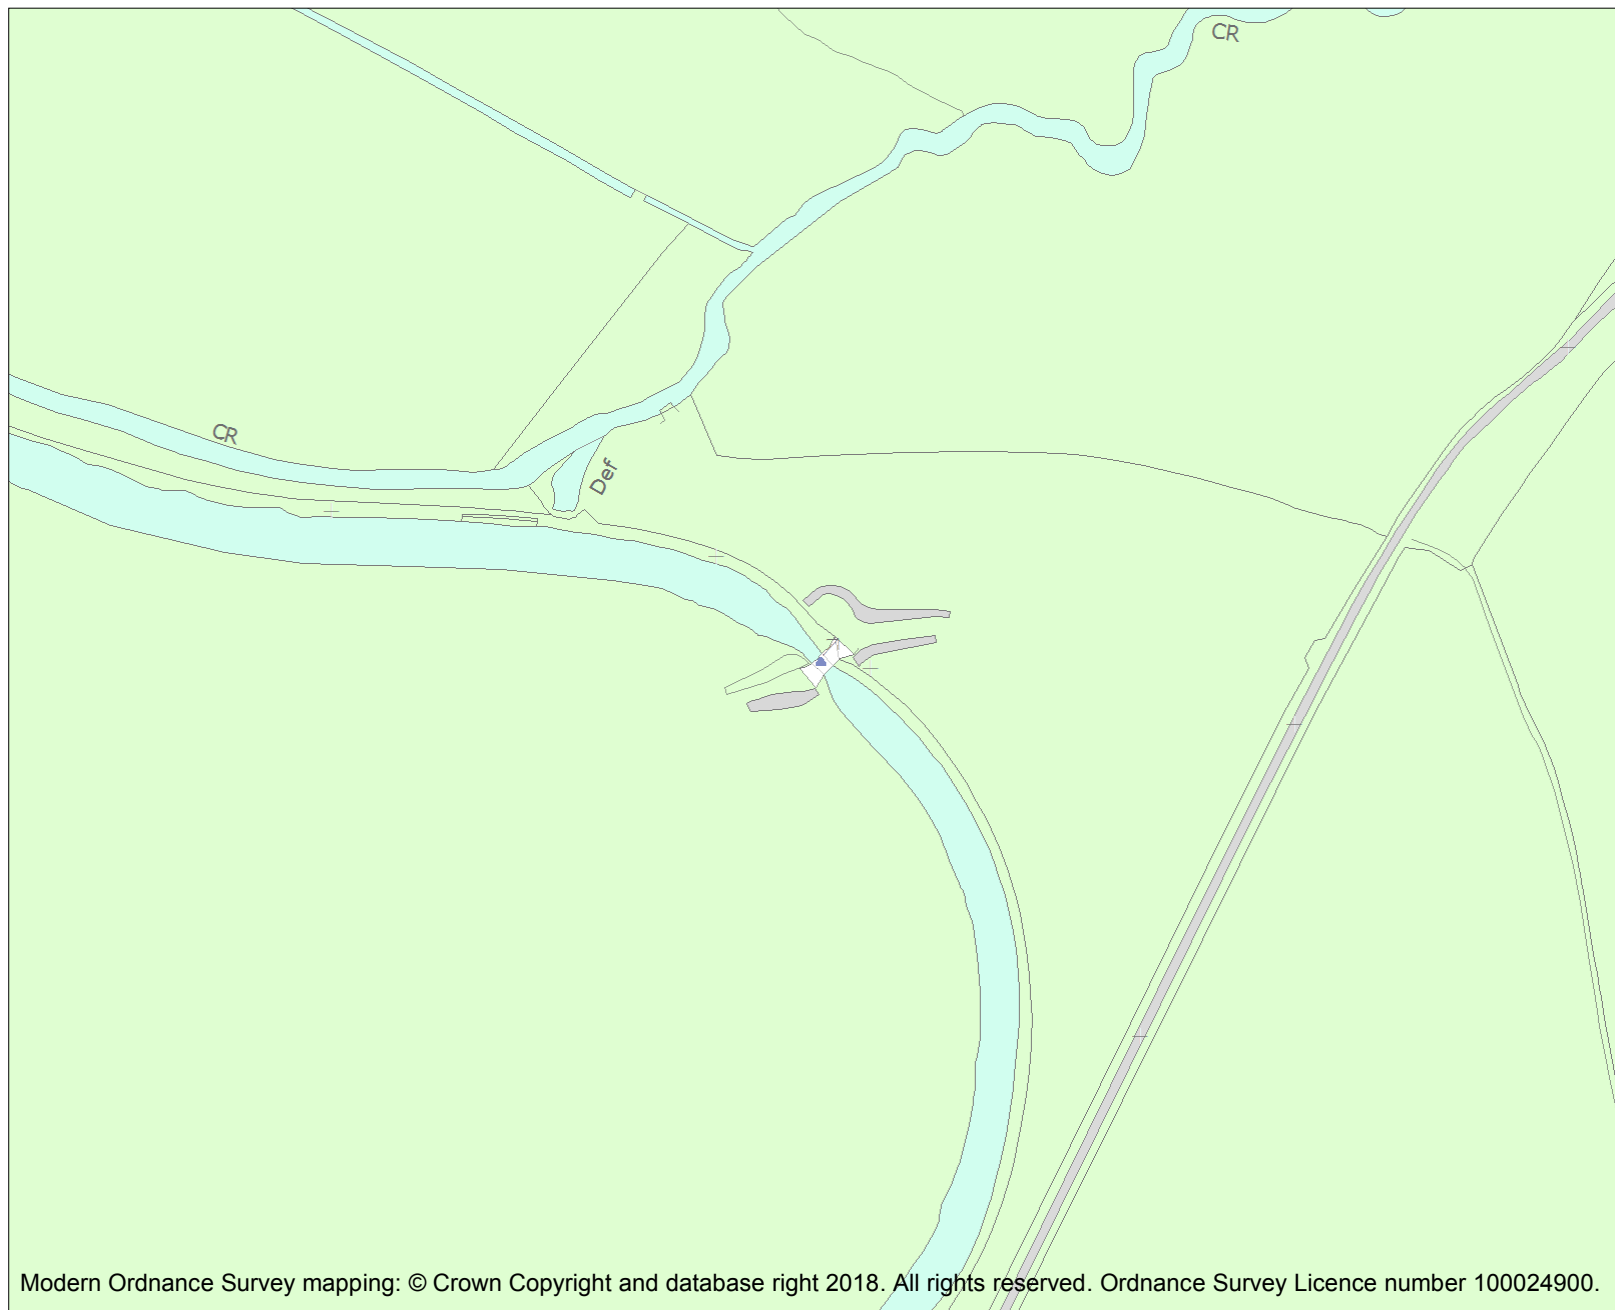 CR
CR
Def
Modern Ordnance Survey mapping: © Crown Copyright and database right 2018. All rights reserved. Ordnance Survey Licence number 100024900.